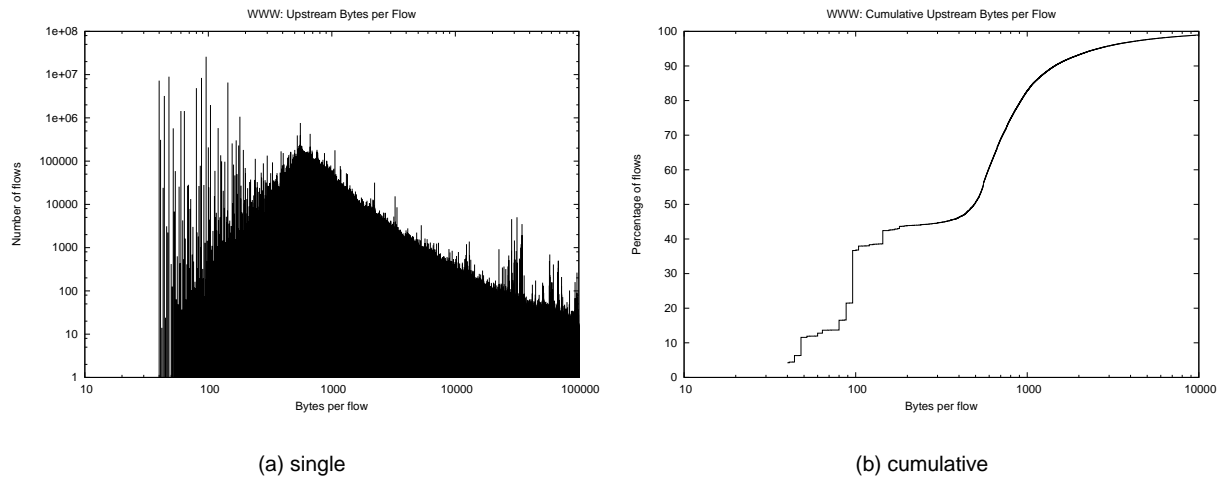 WWW: Upstream Bytes per Flow
1e+08
1e+07
1e+06
100000
10000
1000
100
10
1
Number of flows
10 100 1000 10000 100000
Bytes per flow
(a) single
WWW: Cumulative Upstream Bytes per Flow
100
90
80
70
60
50
40
30
20
10
0
Percentage of flows
10 100 1000 10000
Bytes per flow
(b) cumulative